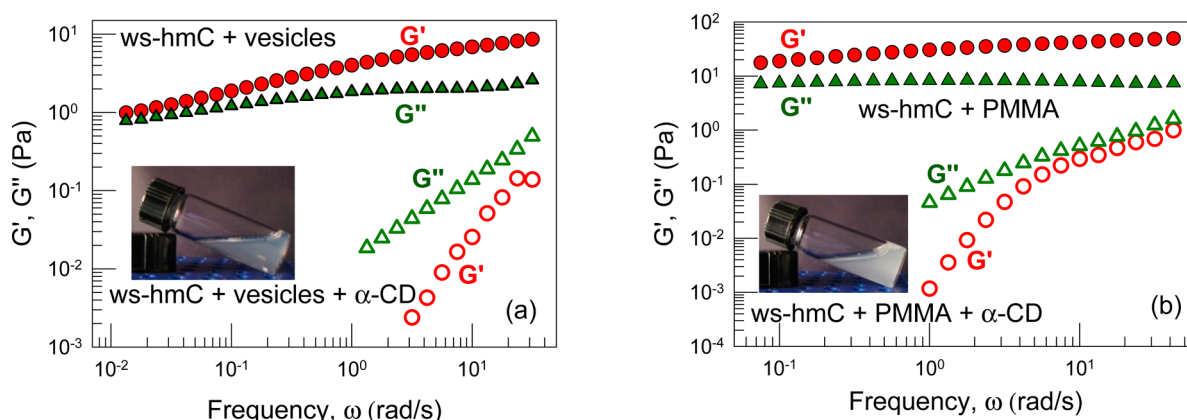 ws-hmC + vesicles
G'
G"
G"
G'
ws-hmC + vesicles + α-CD
(a)
10¹
10⁰
10⁻¹
10⁻²
10⁻³
G', G" (Pa)
10⁻²
10⁻¹
10⁰
10¹
Frequency, ω (rad/s)
G'
G"
ws-hmC + PMMA
G"
G'
ws-hmC + PMMA + α-CD
(b)
10²
10¹
10⁰
10⁻¹
10⁻²
10⁻³
10⁻⁴
G', G" (Pa)
10⁻¹
10⁰
10¹
Frequency, ω (rad/s)